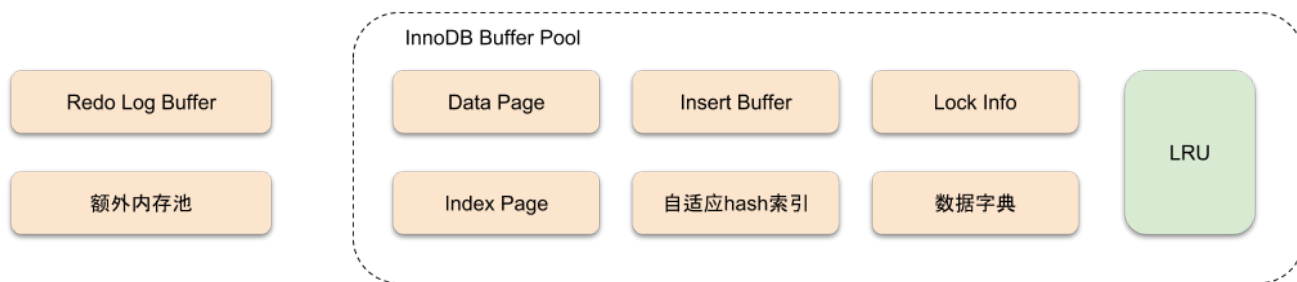 InnoDB Buffer Pool
Redo Log Buffer
Data Page
Insert Buffer
Lock Info
LRU
额外内存池
Index Page
自适应hash索引
数据字典